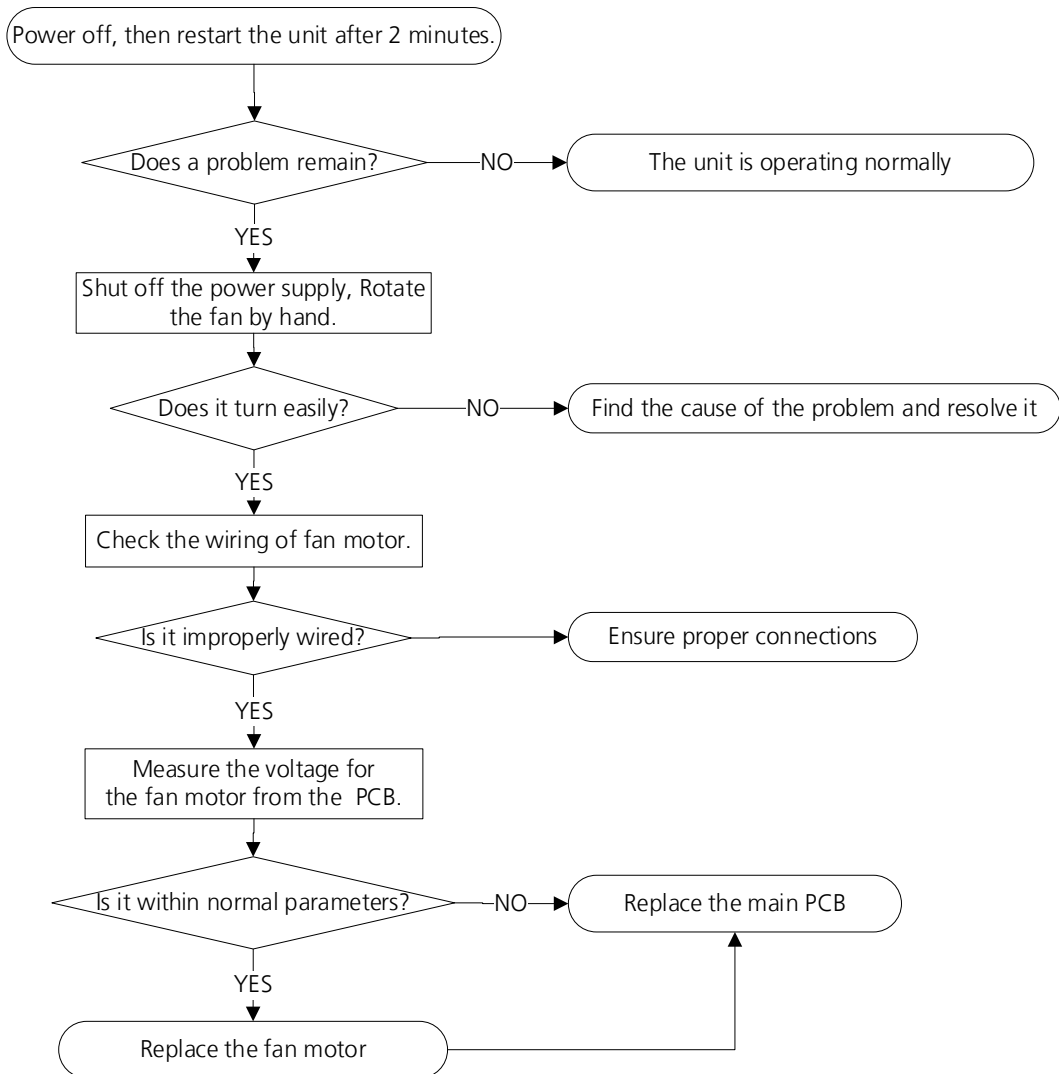 Power off, then restart the unit after 2 minutes.
Does a problem remain?
NO
The unit is operating normally
YES
Shut off the power supply, Rotate
the fan by hand.
Does it turn easily?
NO
Find the cause of the problem and resolve it
YES
Check the wiring of fan motor.
Is it improperly wired?
Ensure proper connections
YES
Measure the voltage for
the fan motor from the PCB.
Is it within normal parameters?
NO
Replace the main PCB
YES
Replace the fan motor